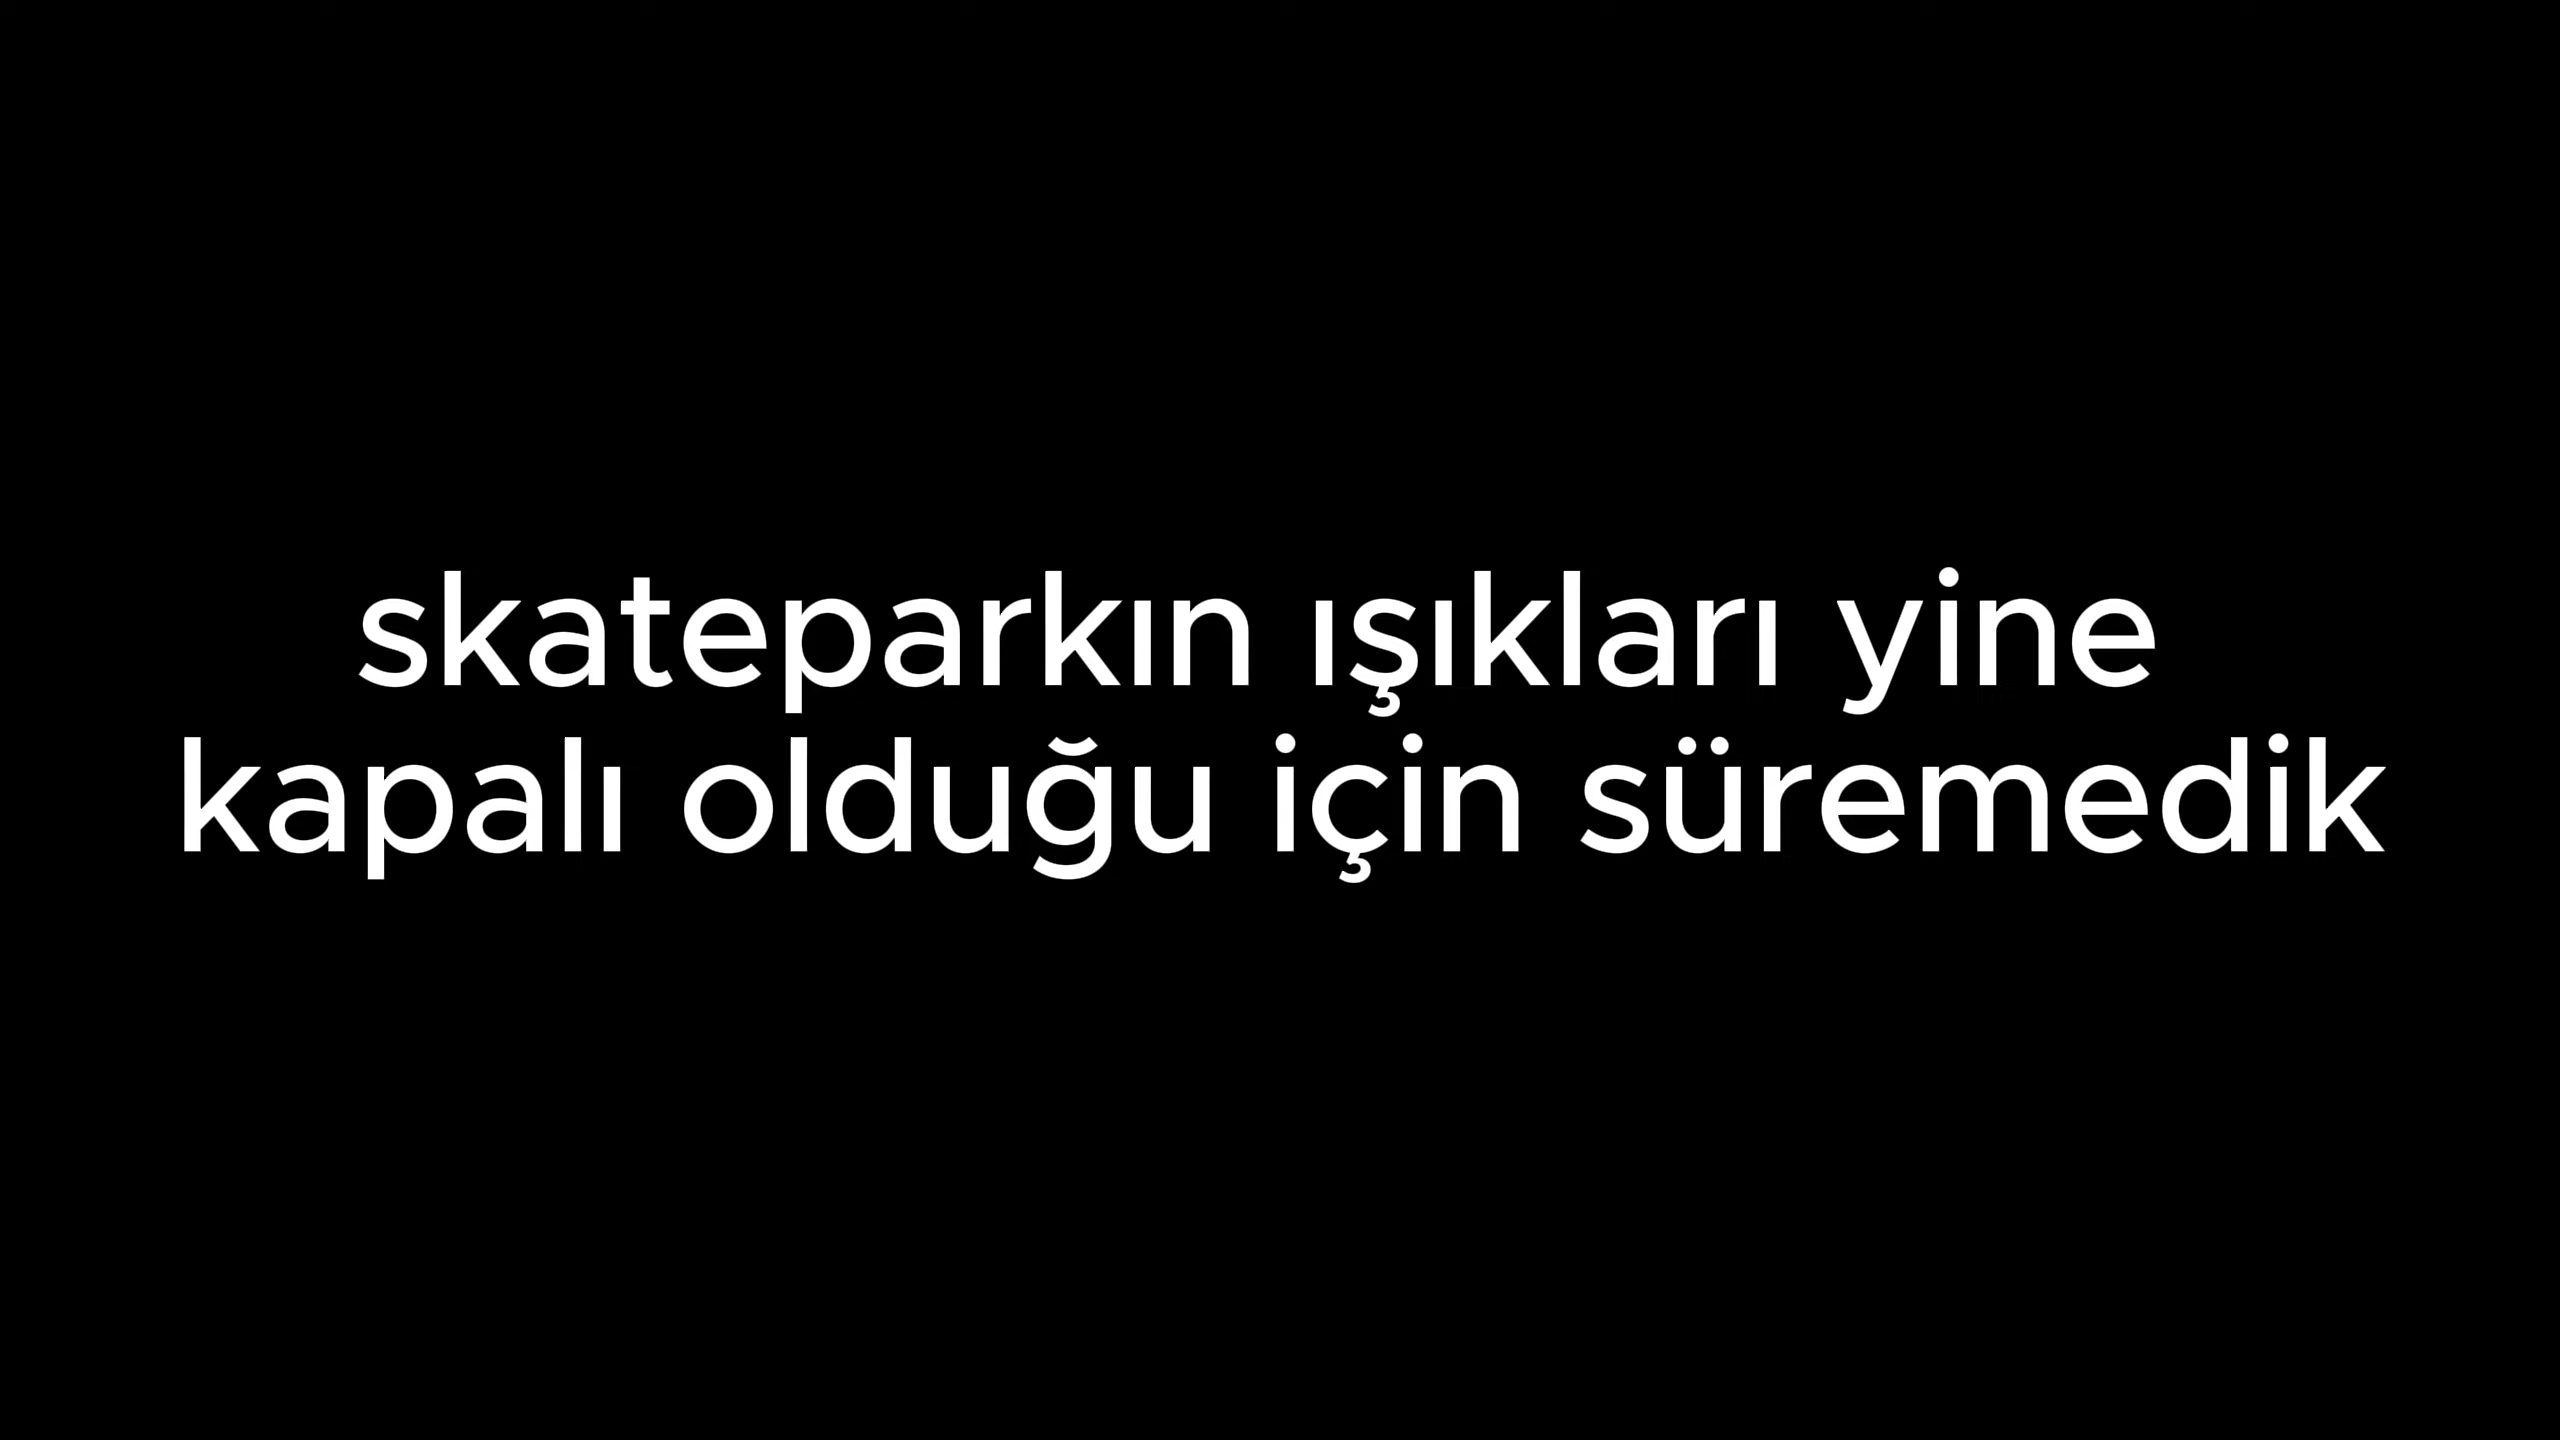 skateparkın ışıkları yine
kapalı olduğu için süremedik